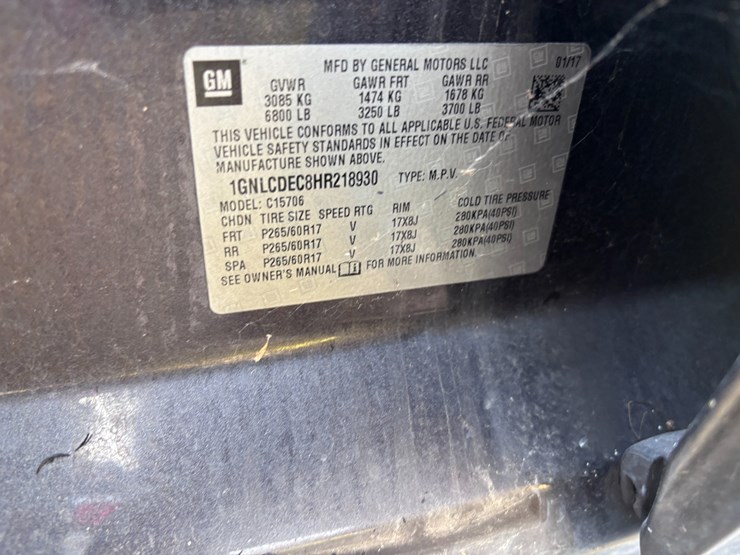 GM
MFD BY GENERAL MOTORS LLC 01/17
GVWR GAWR FRT GAWR RR
3085 KG 1474 KG 1678 KG
6800 LB 3250 LB 3700 LB
THIS VEHICLE CONFORMS TO ALL APPLICABLE U.S. FEDERAL MOTOR
VEHICLE SAFETY STANDARDS IN EFFECT ON THE DATE OF
MANUFACTURE SHOWN ABOVE.
1GNLCDEC8HR218930 TYPE: M.P.V.
MODEL: C15706
CHDN TIRE SIZE SPEED RTG RIM COLD TIRE PRESSURE
FRT P265/60R17 V 17X8J 280KPA(40PSI)
RR P265/60R17 V 17X8J 280KPA(40PSI)
SPA P265/60R17 V 17X8J 280KPA(40PSI)
SEE OWNER'S MANUAL FOR MORE INFORMATION.